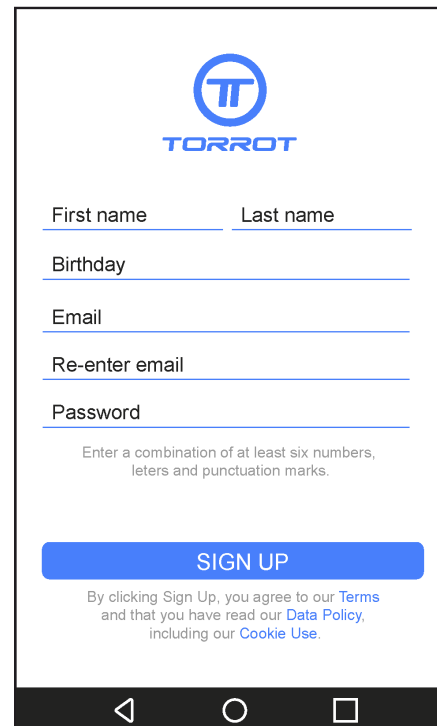 TORROT
First name Last name
Birthday
Email
Re-enter email
Password
Enter a combination of at least six numbers,
leters and punctuation marks.
SIGN UP
By clicking Sign Up, you agree to our Terms
and that you have read our Data Policy,
including our Cookie Use.